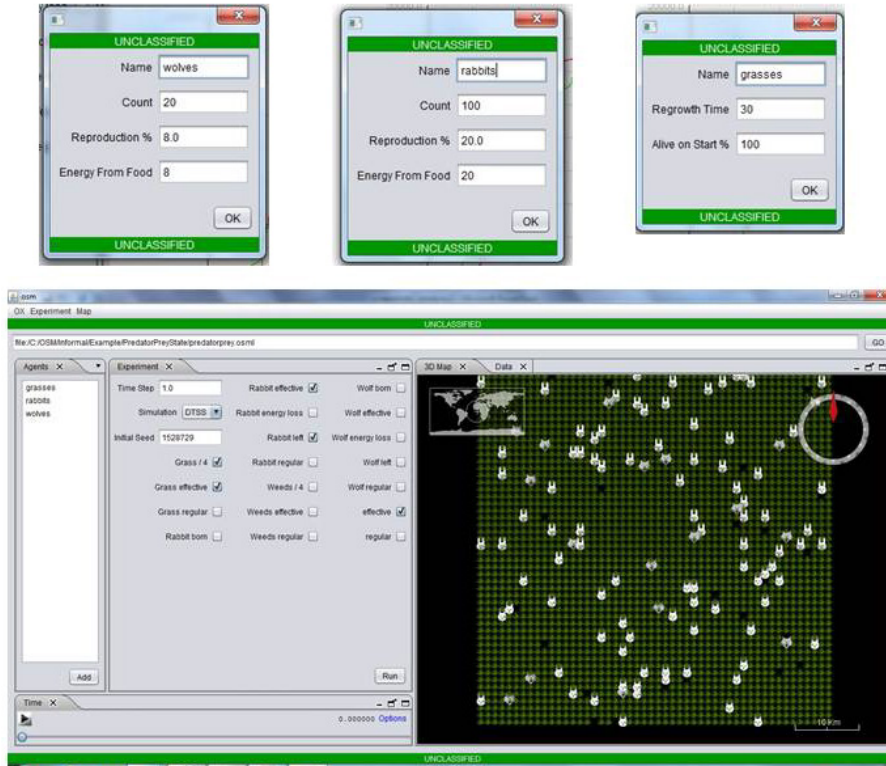 UNCLASSIFIED
Name wolves
Count 20
Reproduction % 8.0
Energy From Food 8
OK
UNCLASSIFIED
UNCLASSIFIED
Name rabbits
Count 100
Reproduction % 20.0
Energy From Food 20
OK
UNCLASSIFIED
UNCLASSIFIED
Name grasses
Regrowth Time 30
Alive on Start % 100
OK
UNCLASSIFIED
osm
OX Experiment Map
UNCLASSIFIED
file:/C:/OSM/Informal/Example/PredatorPreyState/predatorprey.osml GO
Agents X
grasses
rabbits
wolves
Add
Experiment X
Time Step 1.0 Rabbit effective Wolf born
Simulation DTSS Rabbit energy loss Wolf effective
Initial Seed 1528729 Rabbit left Wolf energy loss
Grass / 4 Rabbit regular Wolf left
Grass effective Weeds / 4 Wolf regular
Grass regular Weeds effective effective
Rabbit born Weeds regular regular
Run
3D Map X Data X
10 Km
Time X
0.000000 Options
UNCLASSIFIED